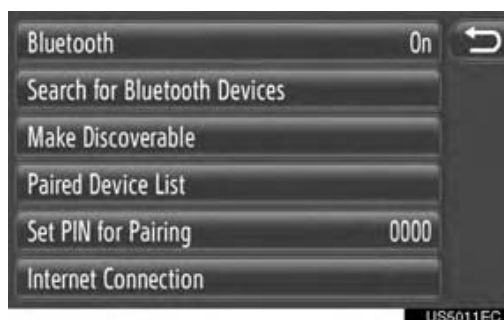 Bluetooth On
Search for Bluetooth Devices
Make Discoverable
Paired Device List
Set PIN for Pairing 0000
Internet Connection
US5011EC